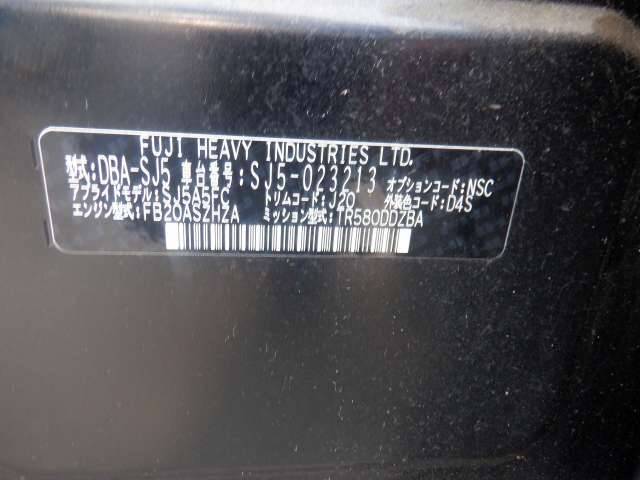 FUJI HEAVY INDUSTRIES LTD.
型式:DBA-SJ5 車台番号:SJ5-023213 オプションコード:NSC
アプライドモデル:SJ5A5FC トリムコード:J20 外装色コード:D4S
エンジン型式:FB20ASZHZA ミッション型式:TR580DDZBA